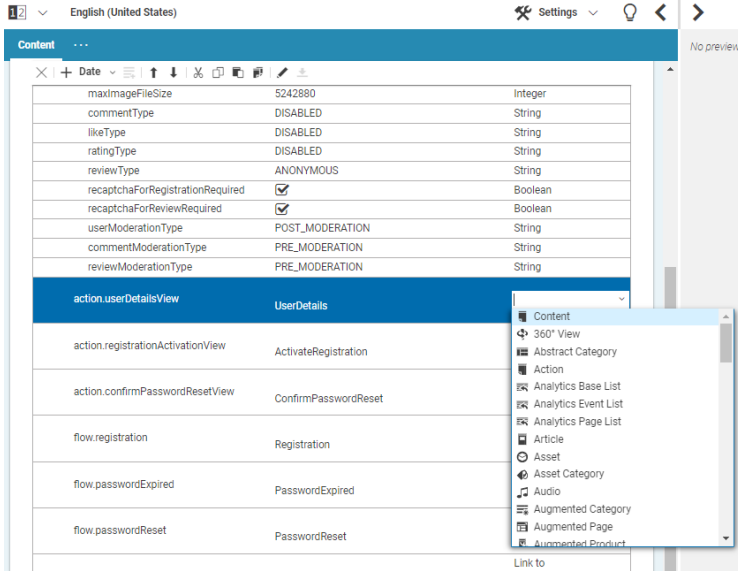 12 English (United States) Settings
No preview
Content ...
Date
maxImageFileSize 5242880 Integer
commentType DISABLED String
likeType DISABLED String
ratingType DISABLED String
reviewType ANONYMOUS String
recaptchaForRegistrationRequired Boolean
recaptchaForReviewRequired Boolean
userModerationType POST_MODERATION String
commentModerationType PRE_MODERATION String
reviewModerationType PRE_MODERATION String
action.userDetailsView UserDetails
Content
360° View
Abstract Category
action.registrationActivationView ActivateRegistration
Action
Analytics Base List
action.confirmPasswordResetView ConfirmPasswordReset
Analytics Event List
Analytics Page List
flow.registration Registration
Article
Asset
Asset Category
flow.passwordExpired PasswordExpired
Audio
Augmented Category
flow.passwordReset PasswordReset
Augmented Page
Augmented Product
Link to